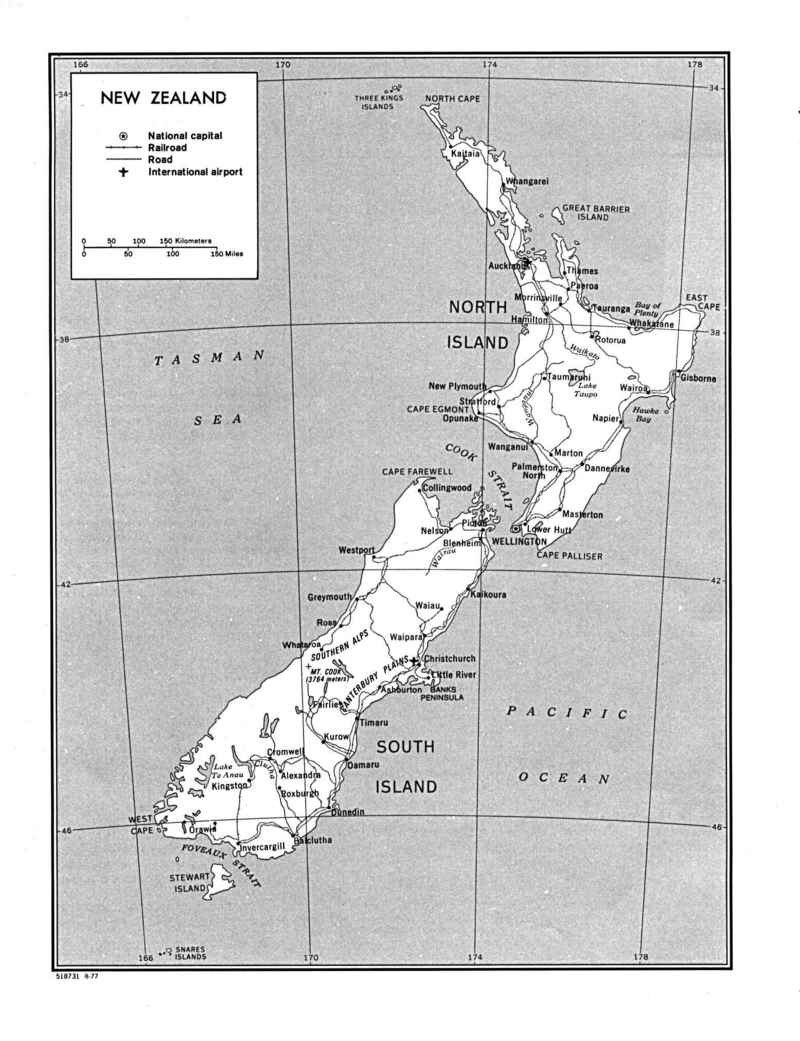 166
170
174
178
34
34
NEW ZEALAND
National capital
Railroad
Road
International airport
0 50 100 150 Kilometers
0 50 100 150 Miles
THREE KINGS
ISLANDS
NORTH CAPE
Kaitaia
Whangarei
GREAT BARRIER
ISLAND
Auckland
Thames
Paeroa
Morrinsville
NORTH
ISLAND
Hamilton
Tauranga
Bay of
Plenty
EAST
CAPE
Whakatane
38
38
Rotorua
Waikato
TASMAN
SEA
Taumaruni
Lake
Taupo
Gisborne
Wairoa
New Plymouth
Stratford
CAPE EGMONT
Opunake
Wanganui
Hawke
Bay
Napier
Wanganui
Marton
COOK
STRAIT
Palmerston
North
Dannevirke
CAPE FAREWELL
Collingwood
Masterton
Nelson
Picton
Lower Hutt
WELLINGTON
Blenheim
CAPE PALLISER
Westport
Wairau
42
42
Greymouth
Kaikoura
Waiau
Ross
Waipara
Whataroa
SOUTHERN ALPS
MT. COOK
(3764 meters)
CANTERBURY PLAINS
Christchurch
Little River
Ashburton
BANKS
PENINSULA
Fairlie
Timaru
PACIFIC
OCEAN
Kurow
SOUTH
ISLAND
Cromwell
Oamaru
Lake
Te Anau
Clutha
Alexandra
Kingston
Roxburgh
Dunedin
WEST
CAPE
46
46
Orawia
Balclutha
Invercargill
FOVEAUX STRAIT
STEWART
ISLAND
SNARES
ISLANDS
166
170
174
178
518731 8-77